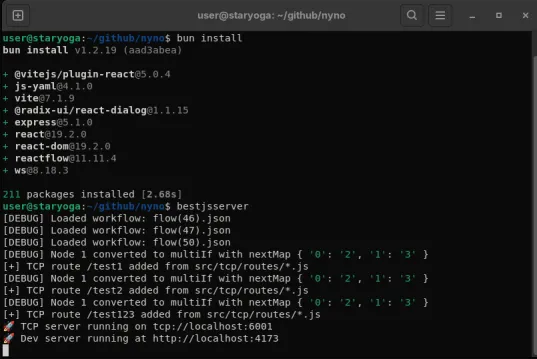 user@staryoga: ~/github/nyno
user@staryoga:~/github/nyno$ bun install
bun install v1.2.19 (aad3abea)
+ @vitejs/plugin-react@5.0.4
+ js-yaml@4.1.0
+ vite@7.1.9
+ @radix-ui/react-dialog@1.1.15
+ express@5.1.0
+ react@19.2.0
+ react-dom@19.2.0
+ reactflow@11.11.4
+ ws@8.18.3
211 packages installed [2.68s]
user@staryoga:~/github/nyno$ bestjsserver
[DEBUG] Loaded workflow: flow(46).json
[DEBUG] Loaded workflow: flow(47).json
[DEBUG] Loaded workflow: flow(50).json
[DEBUG] Node 1 converted to multiIf with nextMap { '0': '2', '1': '3' }
[+] TCP route /test1 added from src/tcp/routes/*.js
[DEBUG] Node 1 converted to multiIf with nextMap { '0': '2', '1': '3' }
[+] TCP route /test2 added from src/tcp/routes/*.js
[DEBUG] Node 1 converted to multiIf with nextMap { '0': '2', '1': '3' }
[+] TCP route /test123 added from src/tcp/routes/*.js
🚀 TCP server running on tcp://localhost:6001
🚀 Dev server running at http://localhost:4173